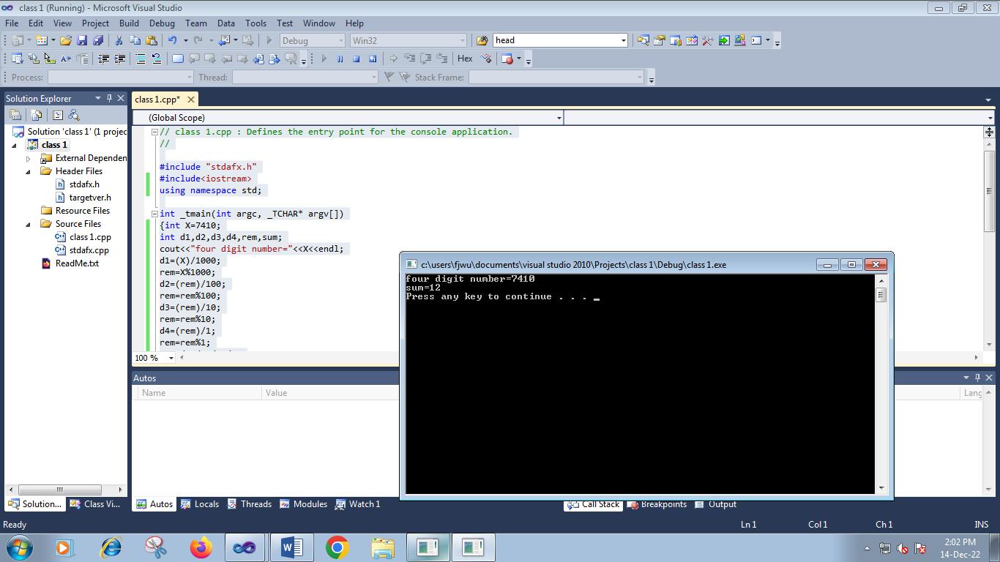 class 1 (Running) - Microsoft Visual Studio
File Edit View Project Build Debug Team Data Tools Test Window Help
Debug Win32 head
Hex
Process: Thread: Stack Frame:
Solution Explorer
class 1.cpp*
(Global Scope)
Solution 'class 1' (1 projec
class 1
External Dependen
Header Files
stdafx.h
targetver.h
Resource Files
Source Files
class 1.cpp
stdafx.cpp
ReadMe.txt
// class 1.cpp : Defines the entry point for the console application.
//
#include "stdafx.h"
#include<iostream>
using namespace std;
int _tmain(int argc, _TCHAR* argv[])
{int X=7410;
int d1,d2,d3,d4,rem,sum;
cout<<"four digit number="<<X<<endl;
d1=(X)/1000;
rem=X%1000;
d2=(rem)/100;
rem=rem%100;
d3=(rem)/10;
rem=rem%10;
d4=(rem)/1;
rem=rem%1;
100 %
c:\users\fjwu\documents\visual studio 2010\Projects\class 1\Debug\class 1.exe
four digit number=7410
sum=12
Press any key to continue . . . _
Autos
Name Value Lang
Solution... Class Vi...
Autos Locals Threads Modules Watch 1
Call Stack Breakpoints Output
Ready Ln 1 Col 1 Ch 1 INS
2:02 PM
14-Dec-22